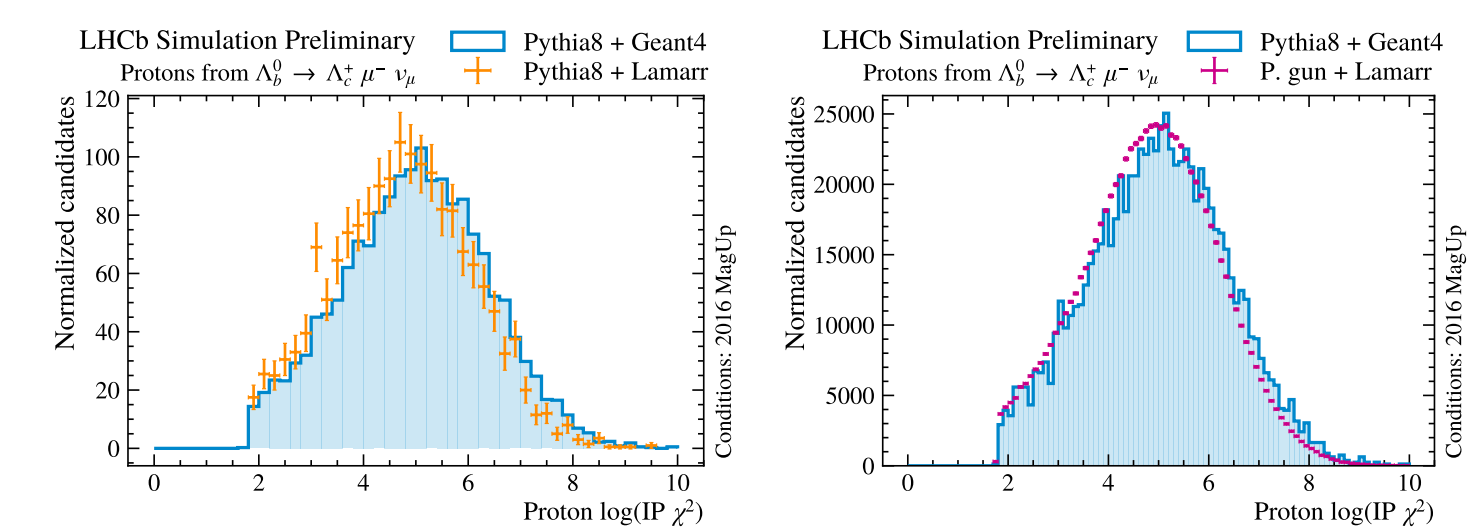 LHCb Simulation Preliminary
Protons from Λ_b^0 → Λ_c^+ μ^- ν_μ
Pythia8 + Geant4
Pythia8 + Lamarr
Normalized candidates
120
100
80
60
40
20
0
0 2 4 6 8 10
Proton log(IP χ²)
Conditions: 2016 MagUp
LHCb Simulation Preliminary
Protons from Λ_b^0 → Λ_c^+ μ^- ν_μ
Pythia8 + Geant4
P. gun + Lamarr
Normalized candidates
25000
20000
15000
10000
5000
0
0 2 4 6 8 10
Proton log(IP χ²)
Conditions: 2016 MagUp